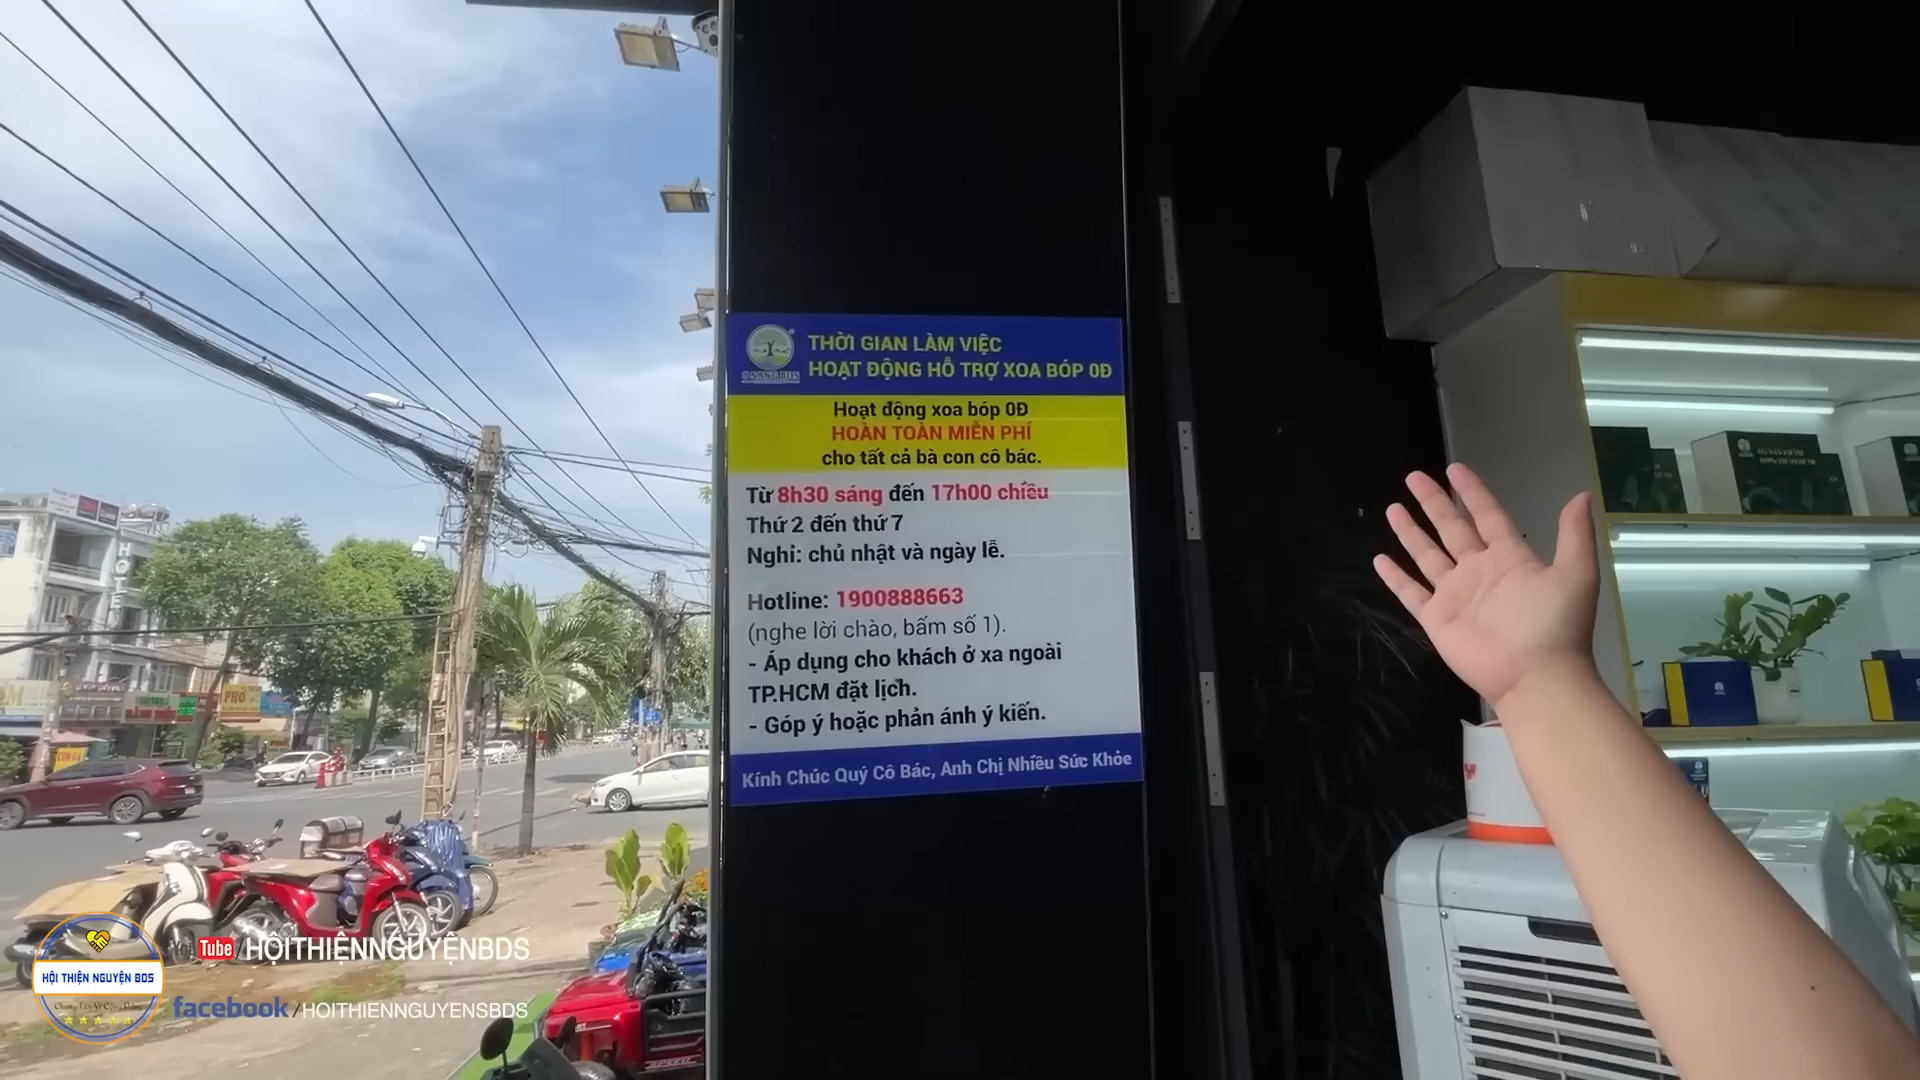 THỜI GIAN LÀM VIỆC
HOẠT ĐỘNG HỖ TRỢ XOA BÓP 0Đ
Hoạt động xoa bóp 0Đ
HOÀN TOÀN MIỄN PHÍ
cho tất cả bà con cô bác.
Từ 8h30 sáng đến 17h00 chiều
Thứ 2 đến thứ 7
Nghỉ: chủ nhật và ngày lễ.
Hotline: 1900888663
(nghe lời chào, bấm số 1).
- Áp dụng cho khách ở xa ngoài
TP.HCM đặt lịch.
- Góp ý hoặc phản ánh ý kiến.
Kính Chúc Quý Cô Bác, Anh Chị Nhiều Sức Khỏe
PHỞ
HỘI THIỆN NGUYỆN BDS
YouTube/HỘITHIỆNNGUYỆNBDS
facebook/HOITHIENNGUYENSBDS